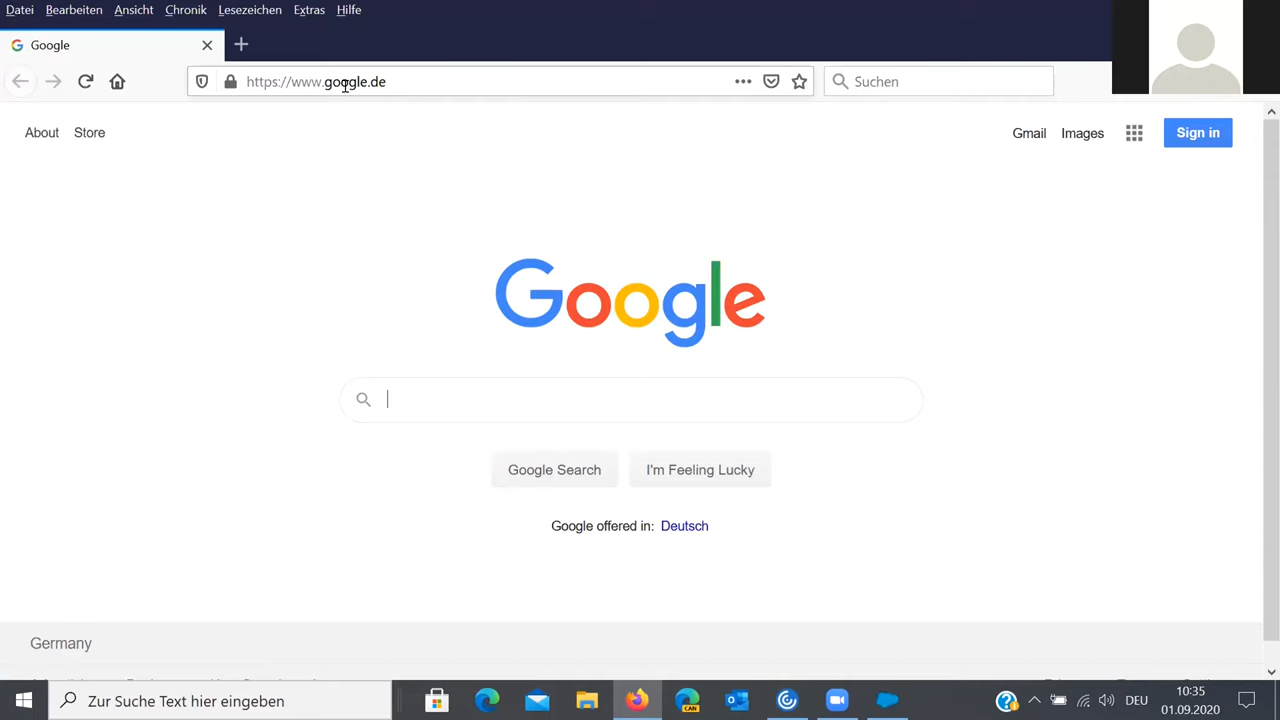 Datei Bearbeiten Ansicht Chronik Lesezeichen Extras Hilfe
Google
https://www.google.de
Suchen
About Store
Gmail Images
Sign in
Google
Google Search
I'm Feeling Lucky
Google offered in: Deutsch
Germany
Zur Suche Text hier eingeben
CAN
DEU
10:35
01.09.2020